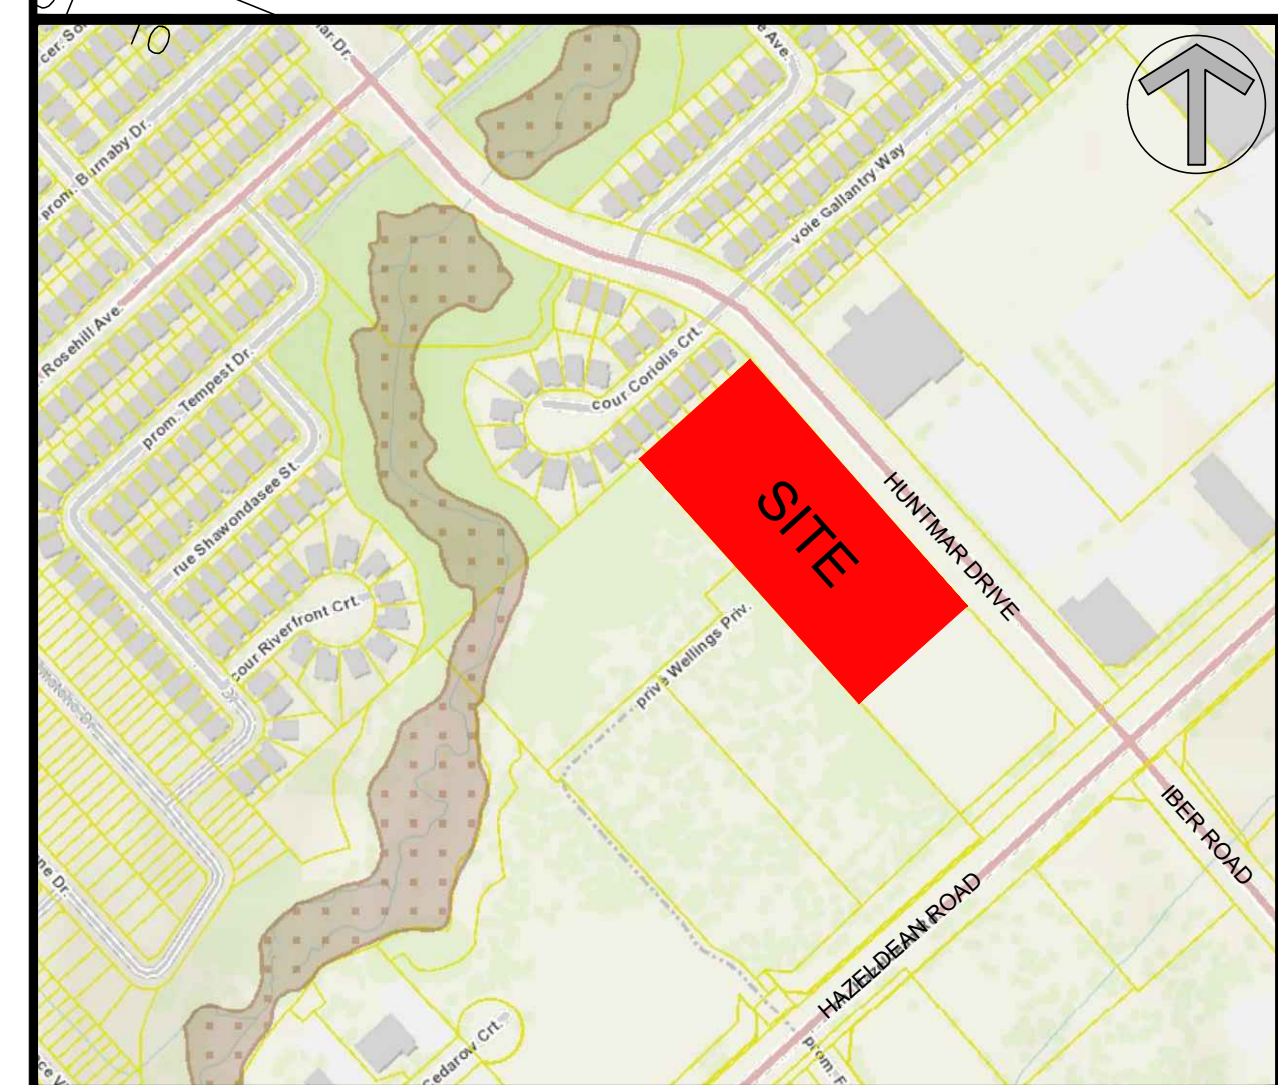 10
prom. Burnaby Dr.
voie Gallantry Way
Rosehill Ave.
prom. Tempest Dr.
cour Coriolis Crt.
rue Shawondasee St.
cour Riverfront Crt.
SITE
HUNTMAR DRIVE
privé Wellings Priv.
IBER ROAD
HAZELDEAN ROAD
Cedarow Crt.